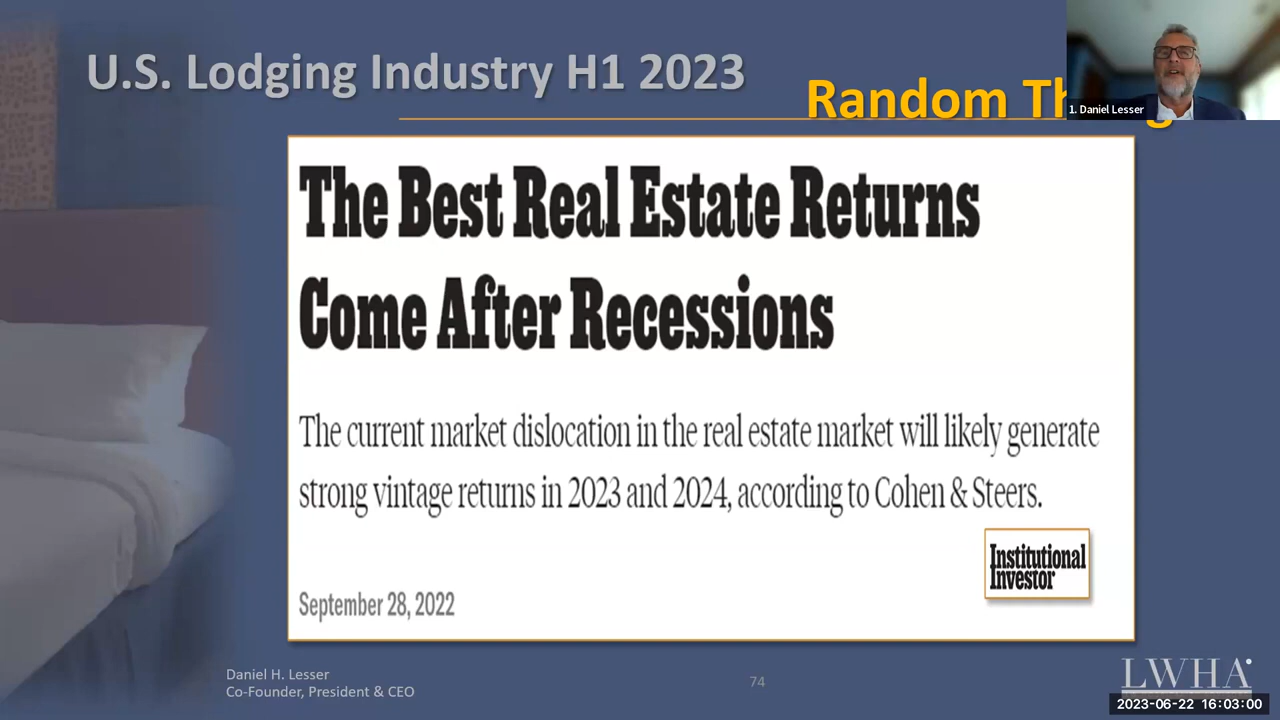 U.S. Lodging Industry H1 2023
Random
1. Daniel Lesser
The Best Real Estate Returns
Come After Recessions
The current market dislocation in the real estate market will likely generate
strong vintage returns in 2023 and 2024, according to Cohen & Steers.
Institutional
Investor
September 28, 2022
Daniel H. Lesser
Co-Founder, President & CEO
74
LWHA
2023-06-22 16:03:00